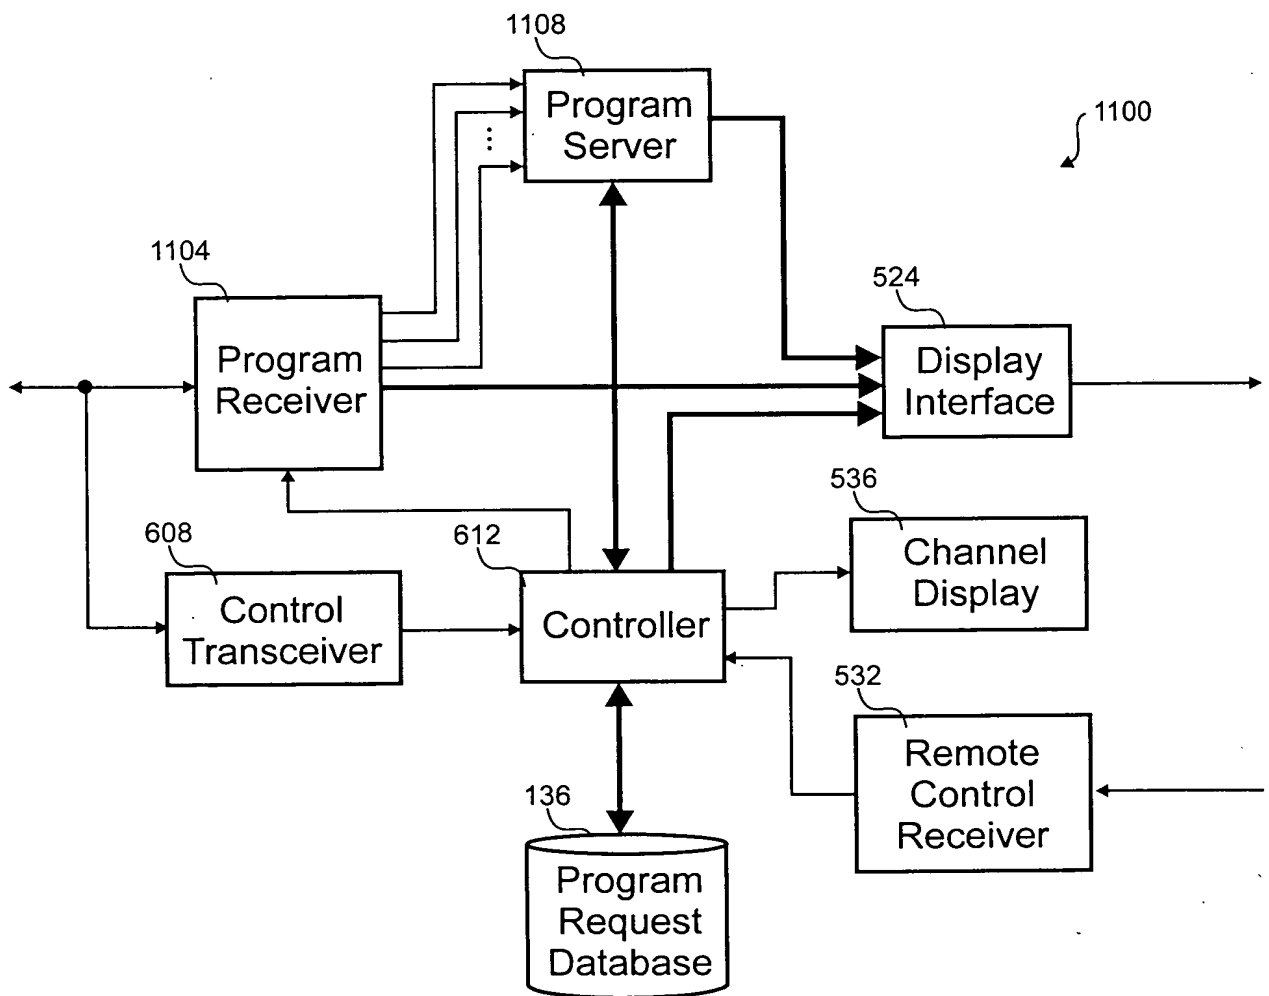 1108
Program
Server
1100
1104
Program
Receiver
524
Display
Interface
536
Channel
Display
608
Control
Transceiver
612
Controller
532
Remote
Control
Receiver
136
Program
Request
Database